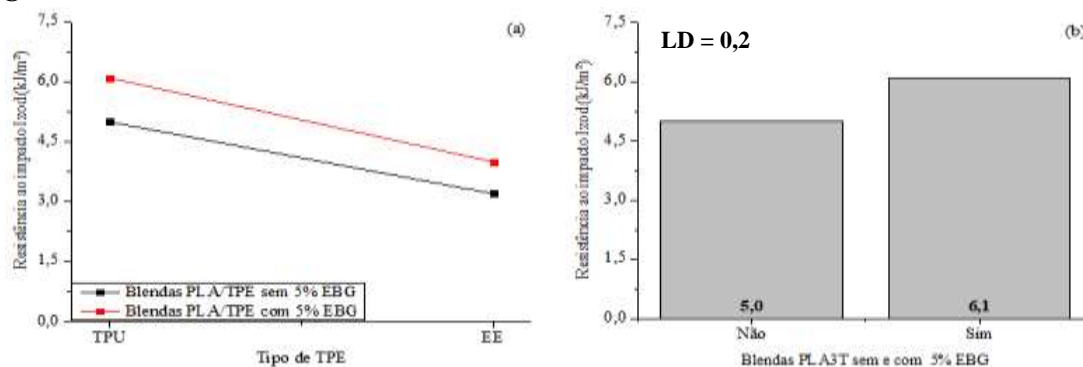 7,5
6,0
4,5
3,0
1,5
0,0
Resistência ao impacto Izod (kJ/m²)
(a)
Blendas PLA/TPE sem 5% EBG
Blendas PLA/TPE com 5% EBG
TPU
EE
Tipo de TPE
7,5
6,0
4,5
3,0
1,5
0,0
Resistência ao impacto Izod (kJ/m²)
LD = 0,2
(b)
5,0
6,1
Não
Sim
Blendas PLA3T sem e com 5% EBG